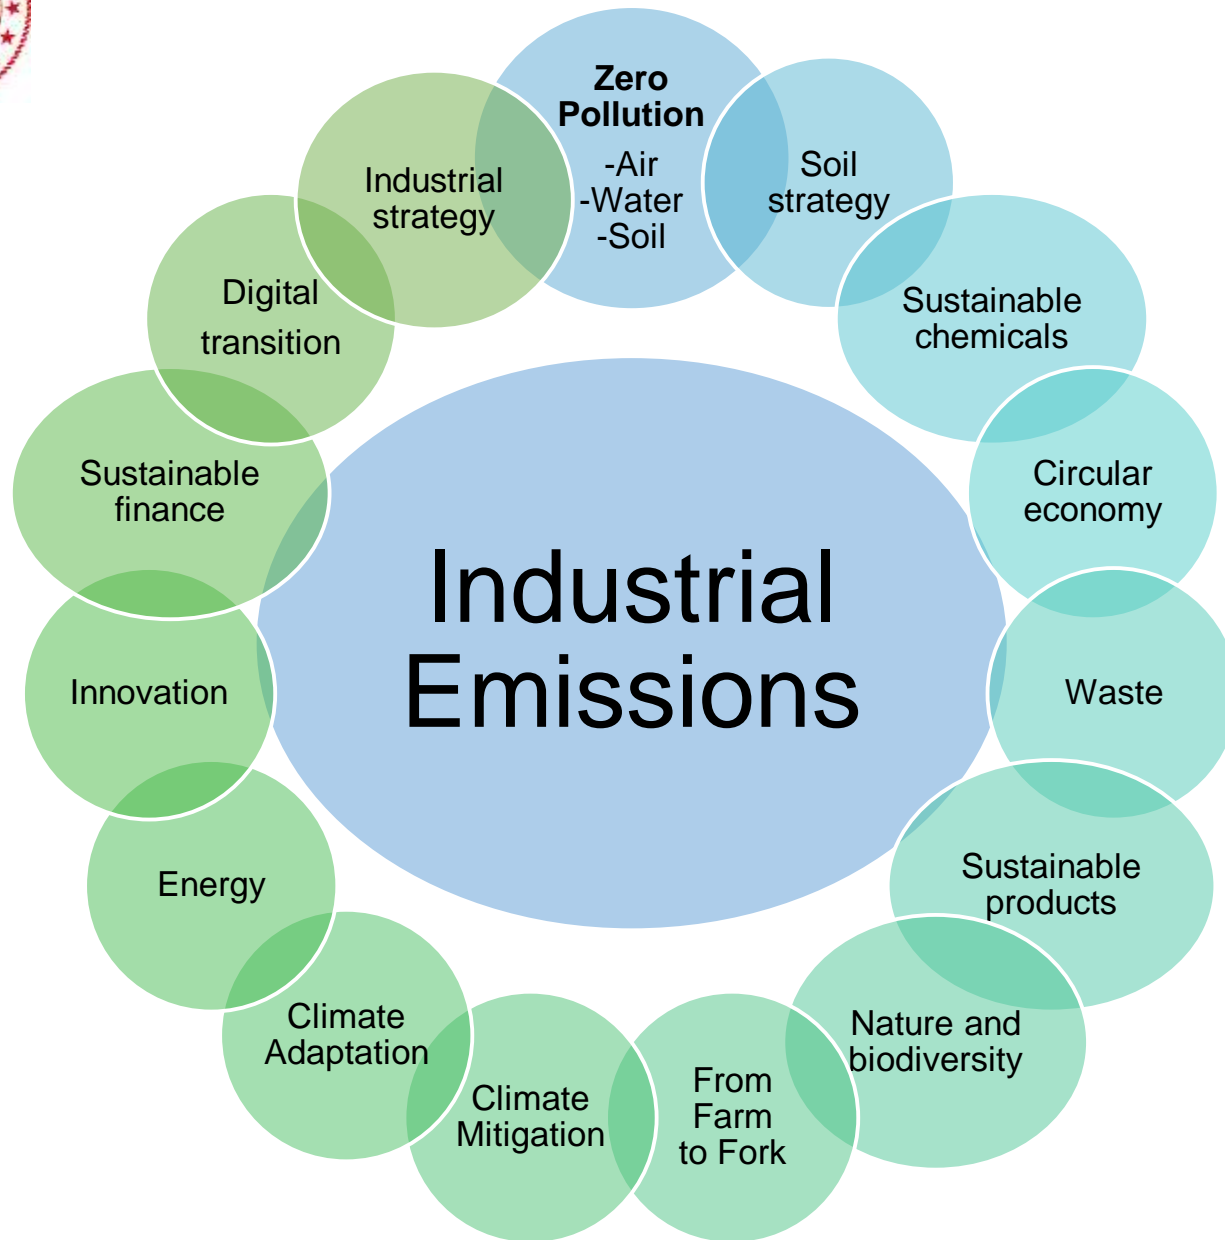 Zero
Pollution
-Air
-Water
-Soil
Soil
strategy
Sustainable
chemicals
Circular
economy
Waste
Sustainable
products
Nature and
biodiversity
From
Farm
to Fork
Climate
Mitigation
Climate
Adaptation
Energy
Innovation
Sustainable
finance
Digital
transition
Industrial
strategy
Industrial
Emissions